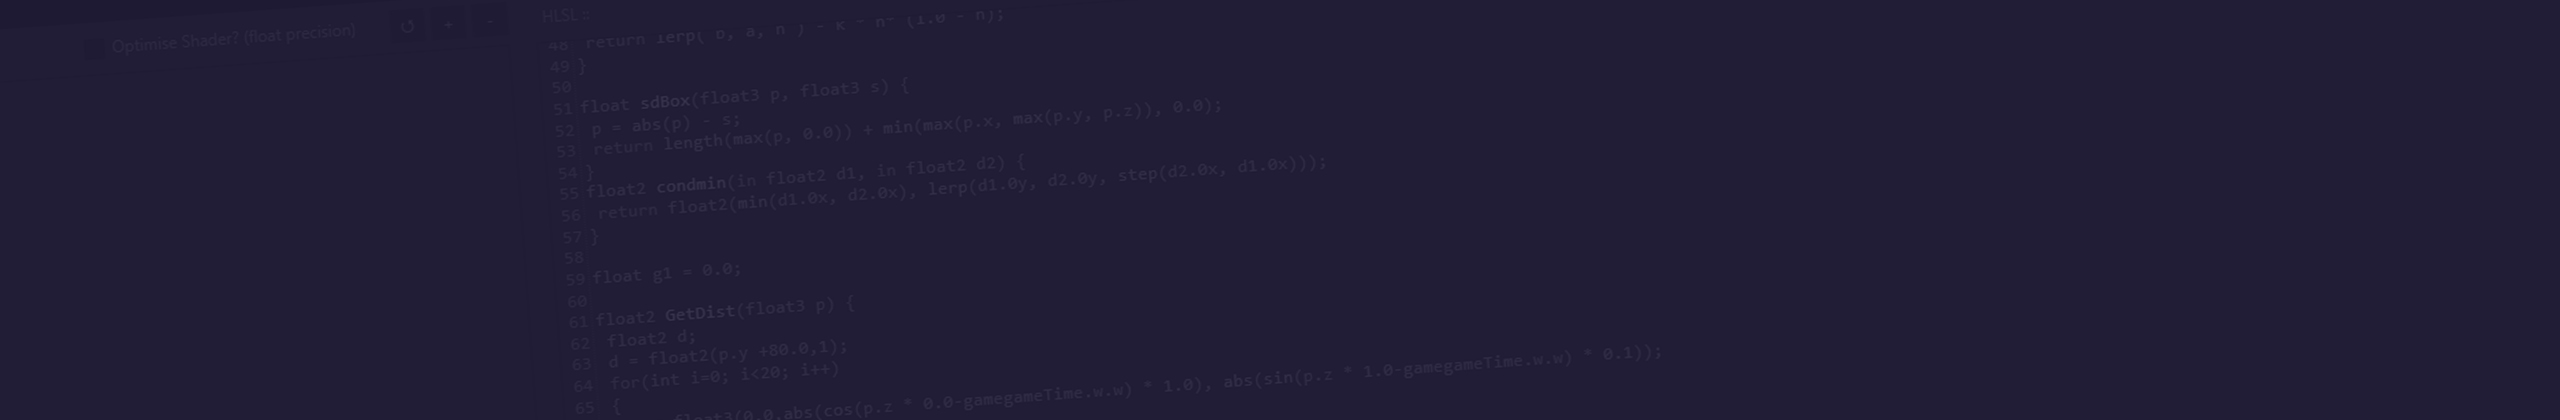 Optimise Shader? (float precision)
↺ + -
HLSL ::
48 return lerp( b, a, h ) - k * h* (1.0 - h);
49 }
50
51 float sdBox(float3 p, float3 s) {
52 p = abs(p) - s;
53 return length(max(p, 0.0)) + min(max(p.x, max(p.y, p.z)), 0.0);
54 }
55 float2 condmin(in float2 d1, in float2 d2) {
56 return float2(min(d1.0x, d2.0x), lerp(d1.0y, d2.0y, step(d2.0x, d1.0x)));
57 }
58
59 float g1 = 0.0;
60
61 float2 GetDist(float3 p) {
62 float2 d;
63 d = float2(p.y +80.0,1);
64 for(int i=0; i<20; i++)
65 {
float3(0.0,abs(cos(p.z * 0.0-gamegameTime.w.w) * 1.0), abs(sin(p.z * 1.0-gamegameTime.w.w) * 0.1));